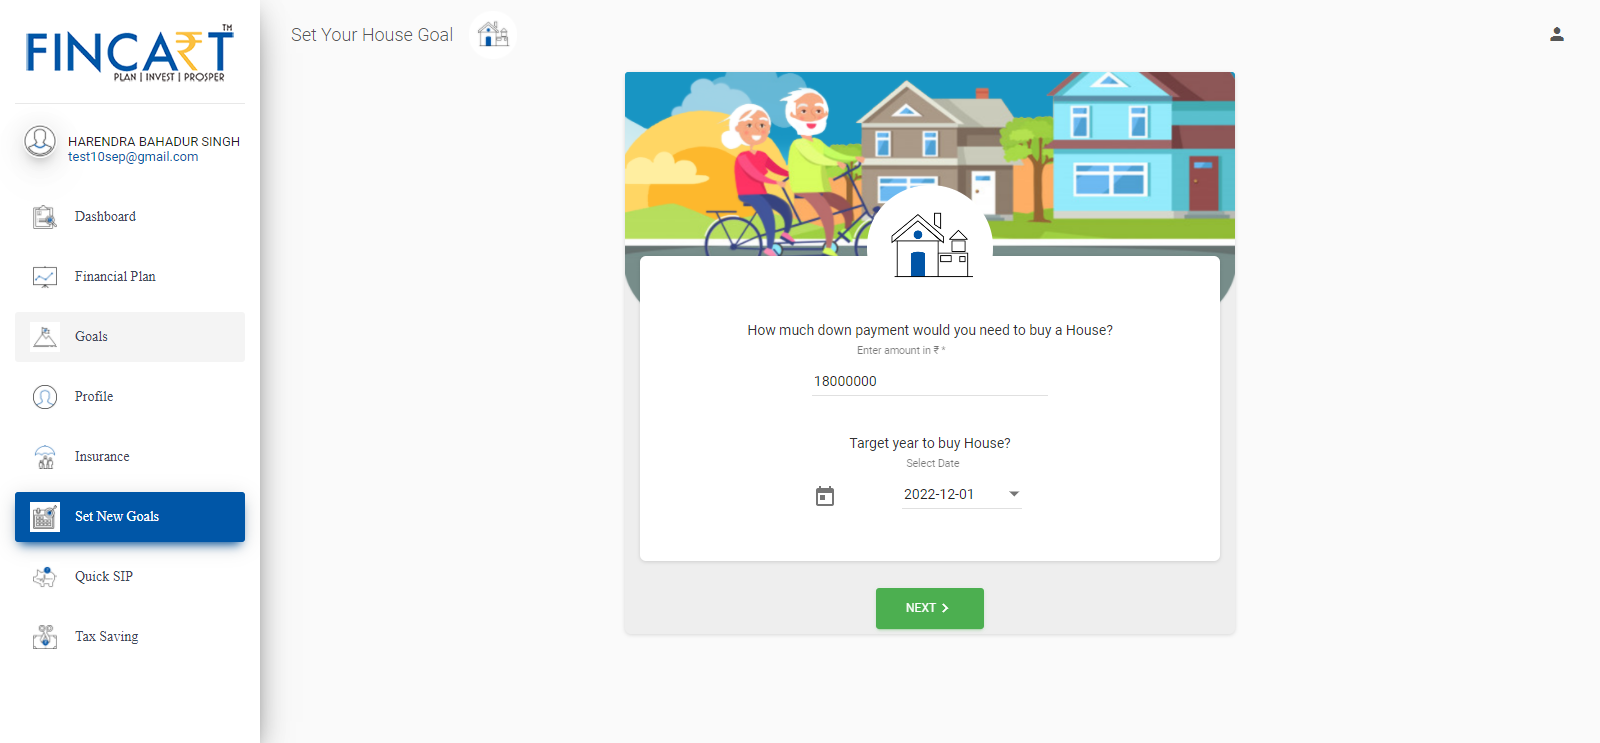 FINCART™
PLAN | INVEST | PROSPER
HARENDRA BAHADUR SINGH
test10sep@gmail.com
Dashboard
Financial Plan
Goals
Profile
Insurance
Set New Goals
Quick SIP
Tax Saving
Set Your House Goal
How much down payment would you need to buy a House?
Enter amount in ₹ *
18000000
Target year to buy House?
Select Date
2022-12-01
NEXT